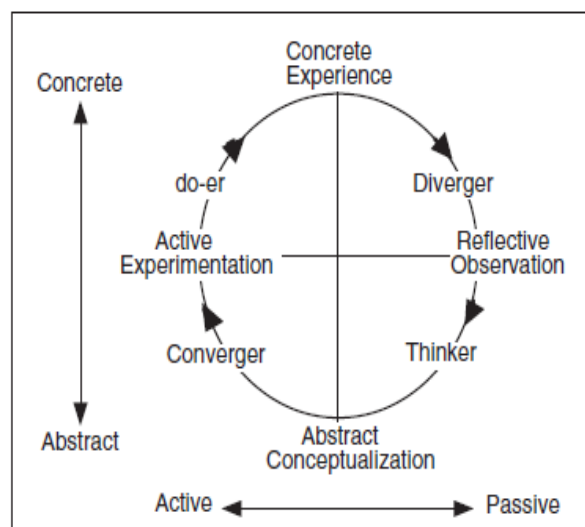 Concrete
Experience
Concrete
do-er
Diverger
Active
Experimentation
Reflective
Observation
Converger
Thinker
Abstract
Abstract
Conceptualization
Active
Passive